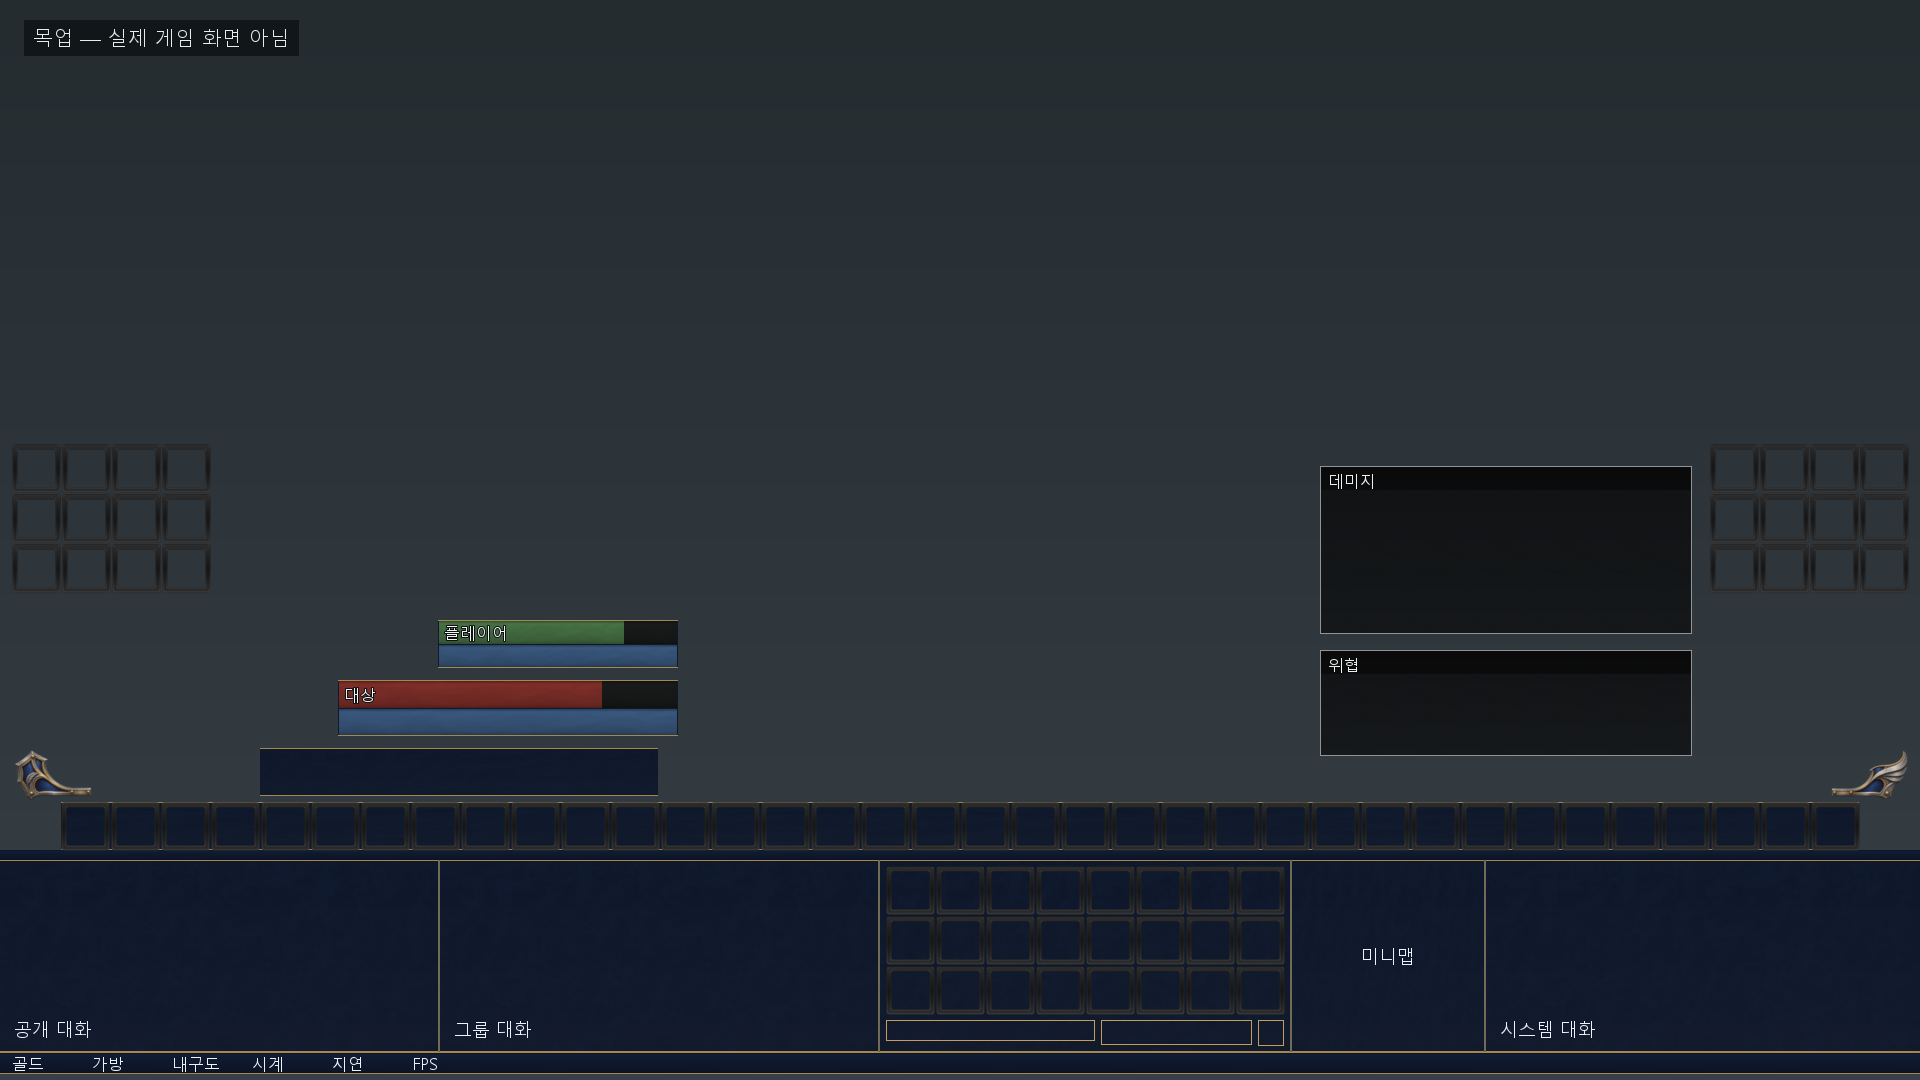 목업 — 실제 게임 화면 아님
데미지
플레이어
위협
대상
미니맵
공개 대화
그룹 대화
시스템 대화
골드 가방 내구도 시계 지연 FPS